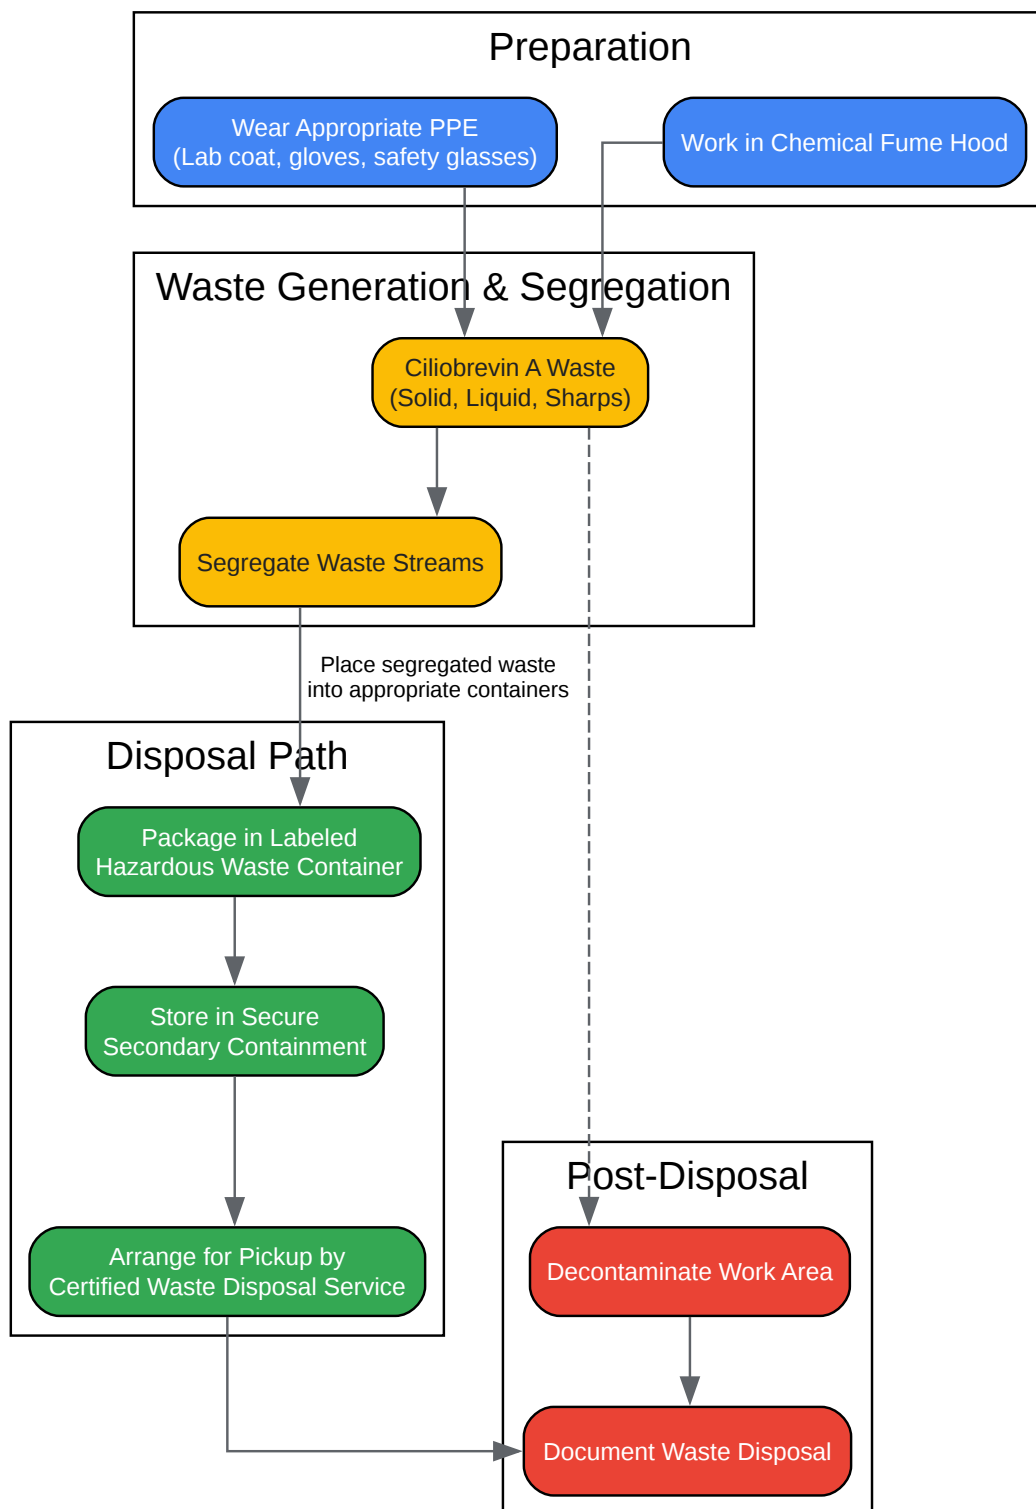 Preparation
Wear Appropriate PPE
(Lab coat, gloves, safety glasses)
Work in Chemical Fume Hood
Waste Generation & Segregation
Ciliobrevin A Waste
(Solid, Liquid, Sharps)
Segregate Waste Streams
Place segregated waste
into appropriate containers
Disposal Path
Package in Labeled
Hazardous Waste Container
Store in Secure
Secondary Containment
Arrange for Pickup by
Certified Waste Disposal Service
Post-Disposal
Decontaminate Work Area
Document Waste Disposal